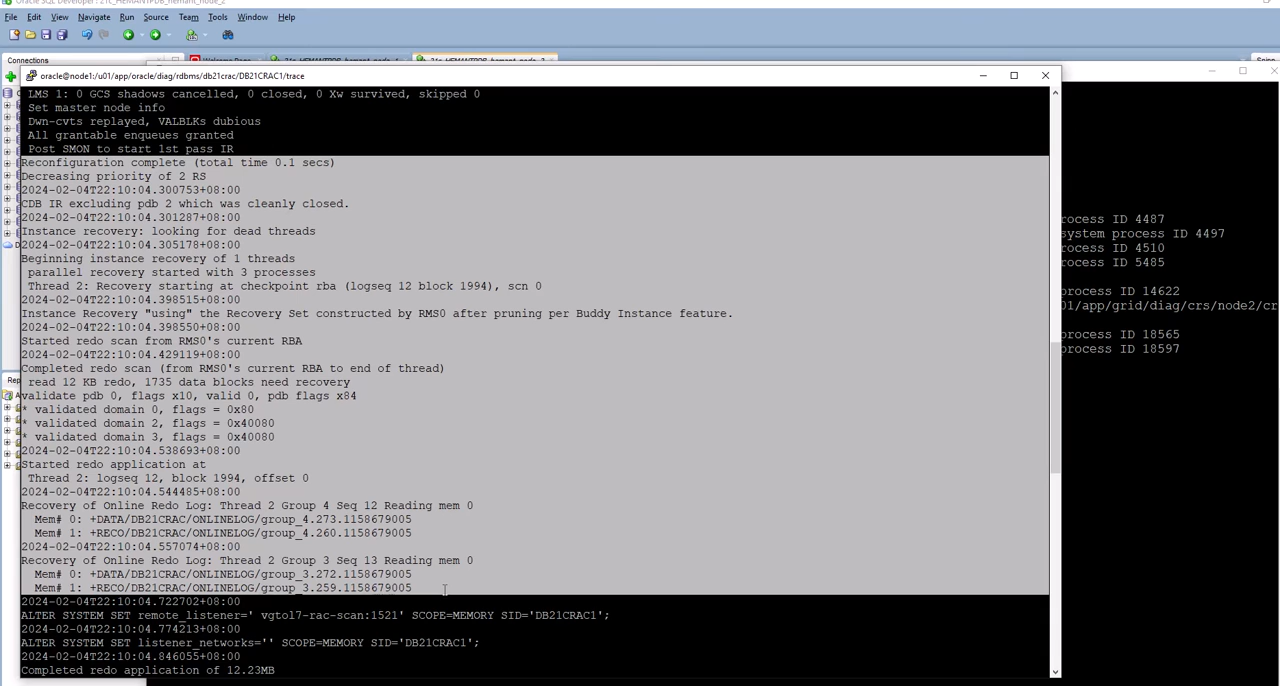 Oracle SQL Developer : 21c_HEMANTPDB_hemant_node_2
File Edit View Navigate Run Source Team Tools Window Help
Connections
oracle@node1:/u01/app/oracle/diag/rdbms/db21crac/DB21CRAC1/trace
LMS 1: 0 GCS shadows cancelled, 0 closed, 0 Xw survived, skipped 0
Set master node info
Dwn-cvts replayed, VALBLKs dubious
All grantable enqueues granted
Post SMON to start 1st pass IR
Reconfiguration complete (total time 0.1 secs)
Decreasing priority of 2 RS
2024-02-04T22:10:04.300753+08:00
CDB IR excluding pdb 2 which was cleanly closed.
2024-02-04T22:10:04.301287+08:00
Instance recovery: looking for dead threads
2024-02-04T22:10:04.305178+08:00
Beginning instance recovery of 1 threads
parallel recovery started with 3 processes
Thread 2: Recovery starting at checkpoint rba (logseq 12 block 1994), scn 0
2024-02-04T22:10:04.398515+08:00
Instance Recovery "using" the Recovery Set constructed by RMS0 after pruning per Buddy Instance feature.
2024-02-04T22:10:04.398550+08:00
Started redo scan from RMS0's current RBA
2024-02-04T22:10:04.429119+08:00
Completed redo scan (from RMS0's current RBA to end of thread)
read 12 KB redo, 1735 data blocks need recovery
validate pdb 0, flags x10, valid 0, pdb flags x84
* validated domain 0, flags = 0x80
* validated domain 2, flags = 0x40080
* validated domain 3, flags = 0x40080
2024-02-04T22:10:04.538693+08:00
Started redo application at
Thread 2: logseq 12, block 1994, offset 0
2024-02-04T22:10:04.544485+08:00
Recovery of Online Redo Log: Thread 2 Group 4 Seq 12 Reading mem 0
Mem# 0: +DATA/DB21CRAC/ONLINELOG/group_4.273.1158679005
Mem# 1: +RECO/DB21CRAC/ONLINELOG/group_4.260.1158679005
2024-02-04T22:10:04.557074+08:00
Recovery of Online Redo Log: Thread 2 Group 3 Seq 13 Reading mem 0
Mem# 0: +DATA/DB21CRAC/ONLINELOG/group_3.272.1158679005
Mem# 1: +RECO/DB21CRAC/ONLINELOG/group_3.259.1158679005
2024-02-04T22:10:04.722702+08:00
ALTER SYSTEM SET remote_listener=' vgtol7-rac-scan:1521' SCOPE=MEMORY SID='DB21CRAC1';
2024-02-04T22:10:04.774213+08:00
ALTER SYSTEM SET listener_networks='' SCOPE=MEMORY SID='DB21CRAC1';
2024-02-04T22:10:04.846055+08:00
Completed redo application of 12.23MB
rocess ID 4487
system process ID 4497
rocess ID 4510
rocess ID 5485
rocess ID 14622
01/app/grid/diag/crs/node2/cr
rocess ID 18565
rocess ID 18597